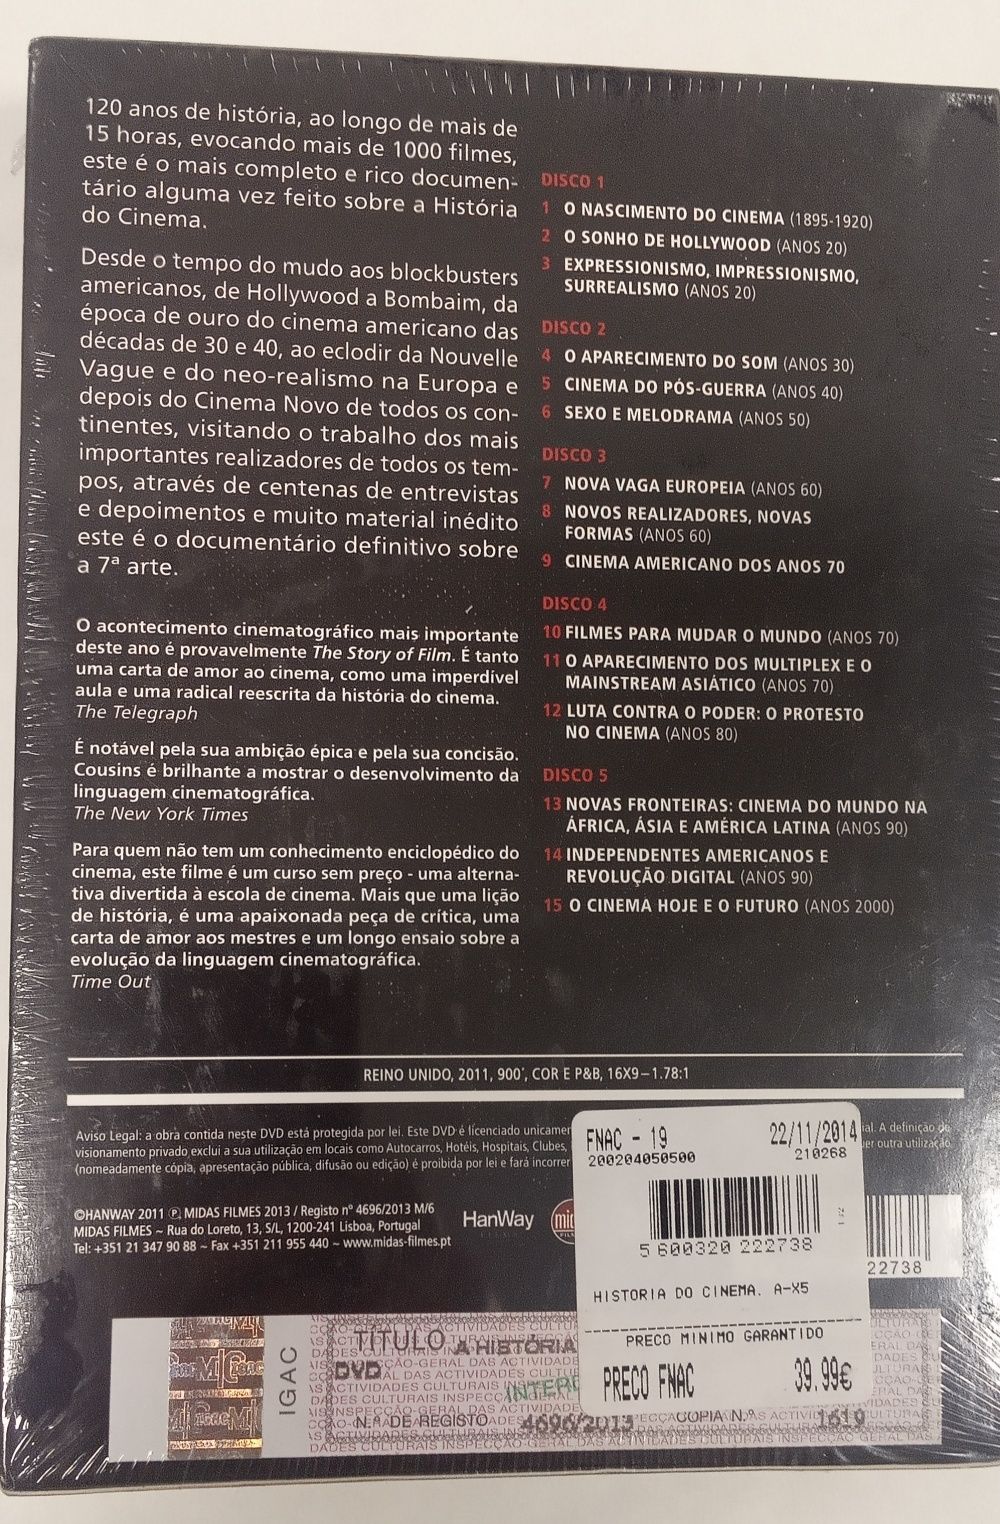 120 anos de história, ao longo de mais de
15 horas, evocando mais de 1000 filmes,
este é o mais completo e rico documen-
tário alguma vez feito sobre a História
do Cinema.
Desde o tempo do mudo aos blockbusters
americanos, de Hollywood a Bombaim, da
época de ouro do cinema americano das
décadas de 30 e 40, ao eclodir da Nouvelle
Vague e do neo-realismo na Europa e
depois do Cinema Novo de todos os con-
tinentes, visitando o trabalho dos mais
importantes realizadores de todos os tem-
pos, através de centenas de entrevistas
e depoimentos e muito material inédito
este é o documentário definitivo sobre
a 7ª arte.
O acontecimento cinematográfico mais importante
deste ano é provavelmente The Story of Film. É tanto
uma carta de amor ao cinema, como uma imperdível
aula e uma radical reescrita da história do cinema.
The Telegraph
É notável pela sua ambição épica e pela sua concisão.
Cousins é brilhante a mostrar o desenvolvimento da
linguagem cinematográfica.
The New York Times
Para quem não tem um conhecimento enciclopédico do
cinema, este filme é um curso sem preço - uma alterna-
tiva divertida à escola de cinema. Mais que uma lição
de história, é uma apaixonada peça de crítica, uma
carta de amor aos mestres e um longo ensaio sobre a
evolução da linguagem cinematográfica.
Time Out
DISCO 1
1 O NASCIMENTO DO CINEMA (1895-1920)
2 O SONHO DE HOLLYWOOD (ANOS 20)
3 EXPRESSIONISMO, IMPRESSIONISMO,
SURREALISMO (ANOS 20)
DISCO 2
4 O APARECIMENTO DO SOM (ANOS 30)
5 CINEMA DO PÓS-GUERRA (ANOS 40)
6 SEXO E MELODRAMA (ANOS 50)
DISCO 3
7 NOVA VAGA EUROPEIA (ANOS 60)
8 NOVOS REALIZADORES, NOVAS
FORMAS (ANOS 60)
9 CINEMA AMERICANO DOS ANOS 70
DISCO 4
10 FILMES PARA MUDAR O MUNDO (ANOS 70)
11 O APARECIMENTO DOS MULTIPLEX E O
MAINSTREAM ASIÁTICO (ANOS 70)
12 LUTA CONTRA O PODER: O PROTESTO
NO CINEMA (ANOS 80)
DISCO 5
13 NOVAS FRONTEIRAS: CINEMA DO MUNDO NA
ÁFRICA, ÁSIA E AMÉRICA LATINA (ANOS 90)
14 INDEPENDENTES AMERICANOS E
REVOLUÇÃO DIGITAL (ANOS 90)
15 O CINEMA HOJE E O FUTURO (ANOS 2000)
REINO UNIDO, 2011, 900', COR E P&B, 16X9 – 1.78:1
Aviso Legal: a obra contida neste DVD está protegida por lei. Este DVD é licenciado unicamen ial. A definição de
visionamento privado exclui a sua utilização em locais como Autocarros, Hotéis, Hospitais, Clubes, outra utilização
(nomeadamente cópia, apresentação pública, difusão ou edição) é proibida por lei e fará incorrer
©HANWAY 2011 Ⓟ MIDAS FILMES 2013 / Registo nº 4696/2013 M/6
MIDAS FILMES ~ Rua do Loreto, 13, S/L, 1200-241 Lisboa, Portugal
Tel: +351 21 347 90 88 ~ Fax +351 211 955 440 ~ www.midas-filmes.pt
HanWay
FILMS
mid
22738
FNAC - 19 22/11/2014
200204050500 210268
5 600320 222738
HISTORIA DO CINEMA. A-X5
PRECO MINIMO GARANTIDO
PRECO FNAC 39.99€
IGAC
TÍTULO A HISTÓRIA
DVD
N.º DE REGISTO 4696/2013 COPIA N.º 1619